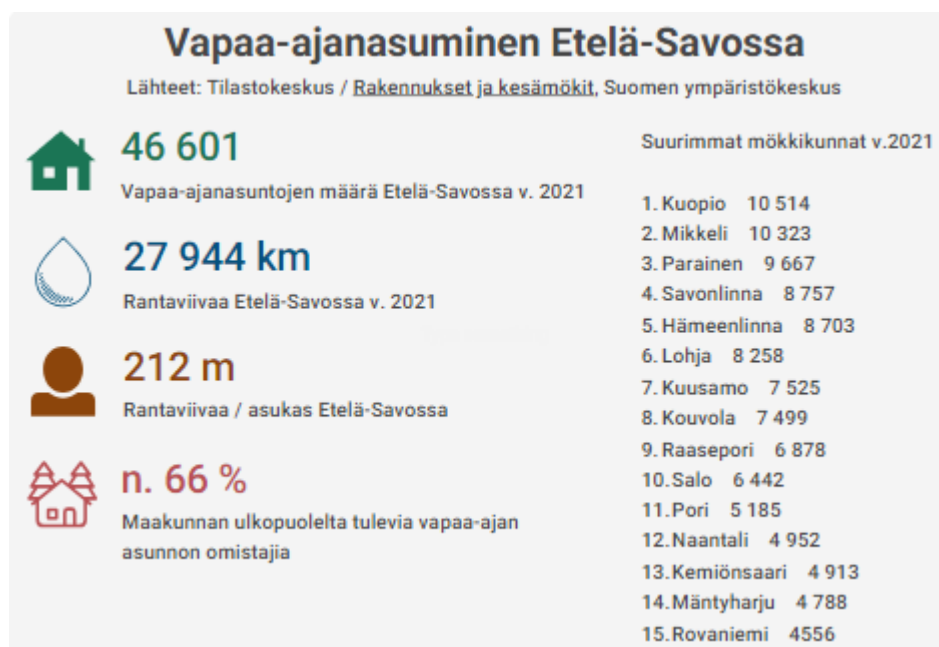 Vapaa-ajanasuminen Etelä-Savossa
Lähteet: Tilastokeskus / Rakennukset ja kesämökit, Suomen ympäristökeskus
46 601
Vapaa-ajanasuntojen määrä Etelä-Savossa v. 2021
27 944 km
Rantaviivaa Etelä-Savossa v. 2021
212 m
Rantaviivaa / asukas Etelä-Savossa
n. 66 %
Maakunnan ulkopuolelta tulevia vapaa-ajan
asunnon omistajia
Suurimmat mökkikunnat v.2021
1. Kuopio 10 514
2. Mikkeli 10 323
3. Parainen 9 667
4. Savonlinna 8 757
5. Hämeenlinna 8 703
6. Lohja 8 258
7. Kuusamo 7 525
8. Kouvola 7 499
9. Raasepori 6 878
10. Salo 6 442
11. Pori 5 185
12. Naantali 4 952
13. Kemiönsaari 4 913
14. Mäntyharju 4 788
15. Rovaniemi 4556